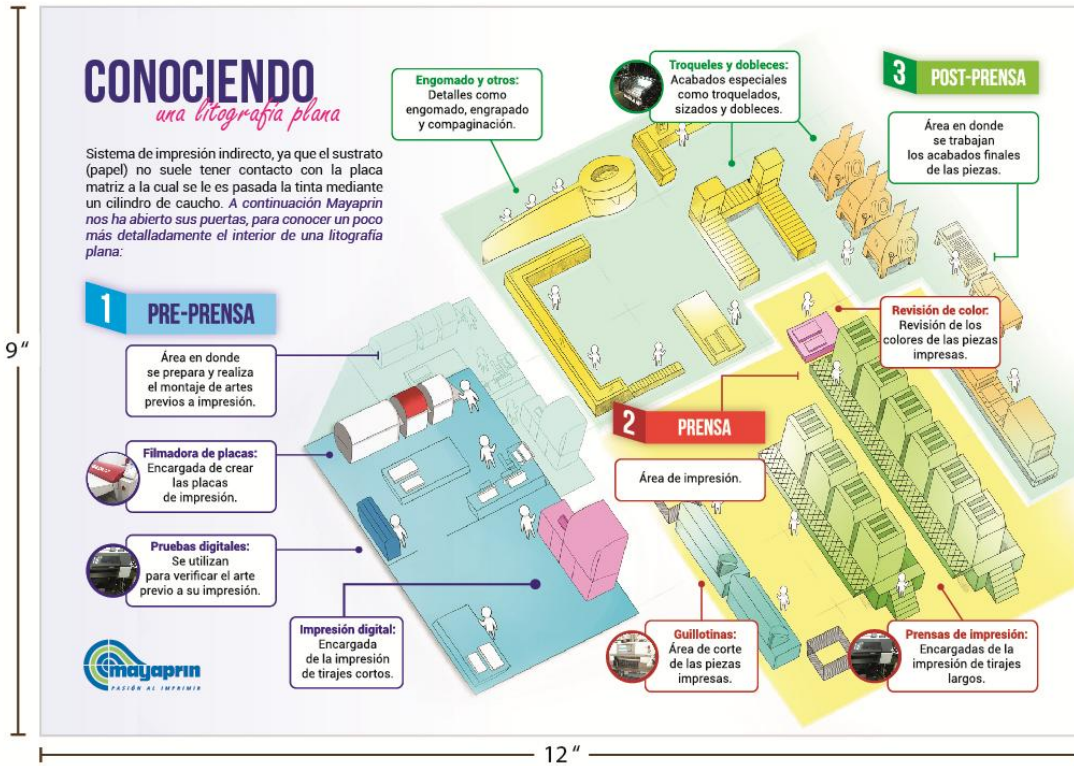 CONOCIENDO
una litografía plana
Sistema de impresión indirecto, ya que el sustrato
(papel) no suele tener contacto con la placa
matriz a la cual se le es pasada la tinta mediante
un cilindro de caucho. A continuación Mayaprin
nos ha abierto sus puertas, para conocer un poco
más detalladamente el interior de una litografía
plana:
1 PRE-PRENSA
Área en donde
se prepara y realiza
el montaje de artes
previos a impresión.
Filmadora de placas:
Encargada de crear
las placas
de impresión.
Pruebas digitales:
Se utilizan
para verificar el arte
previo a su impresión.
Impresión digital:
Encargada
de la impresión
de tirajes cortos.
mayaprin
PASIÓN AL IMPRIMIR
Engomado y otros:
Detalles como
engomado, engrapado
y compaginación.
Troqueles y dobleces:
Acabados especiales
como troquelados,
sizados y dobleces.
3 POST-PRENSA
Área en donde
se trabajan
los acabados finales
de las piezas.
Revisión de color:
Revisión de los
colores de las piezas
impresas.
2 PRENSA
Área de impresión.
Guillotinas:
Área de corte
de las piezas
impresas.
Prensas de impresión:
Encargadas de la
impresión de tirajes
largos.
9"
12"